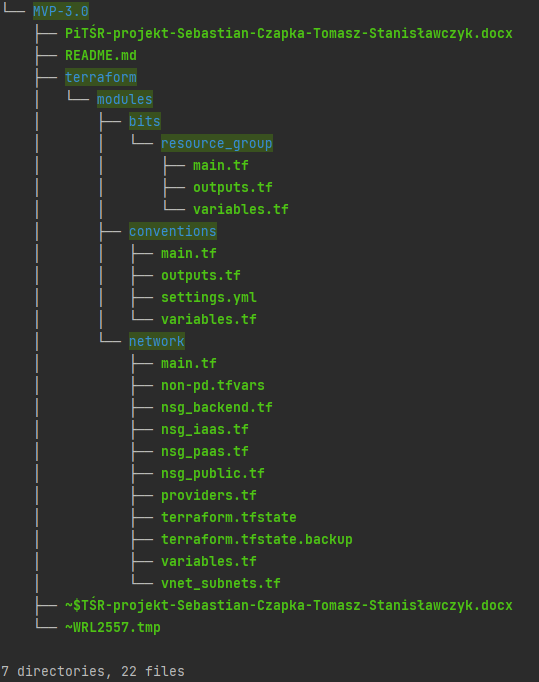 └── MVP-3.0
    ├── PiTŚR-projekt-Sebastian-Czapka-Tomasz-Stanisławczyk.docx
    ├── README.md
    ├── terraform
    │   └── modules
    │       ├── bits
    │       │   └── resource_group
    │       │       ├── main.tf
    │       │       ├── outputs.tf
    │       │       └── variables.tf
    │       ├── conventions
    │       │   ├── main.tf
    │       │   ├── outputs.tf
    │       │   ├── settings.yml
    │       │   └── variables.tf
    │       └── network
    │           ├── main.tf
    │           ├── non-pd.tfvars
    │           ├── nsg_backend.tf
    │           ├── nsg_iaas.tf
    │           ├── nsg_paas.tf
    │           ├── nsg_public.tf
    │           ├── providers.tf
    │           ├── terraform.tfstate
    │           ├── terraform.tfstate.backup
    │           ├── variables.tf
    │           └── vnet_subnets.tf
    ├── ~$TŚR-projekt-Sebastian-Czapka-Tomasz-Stanisławczyk.docx
    └── ~WRL2557.tmp

7 directories, 22 files